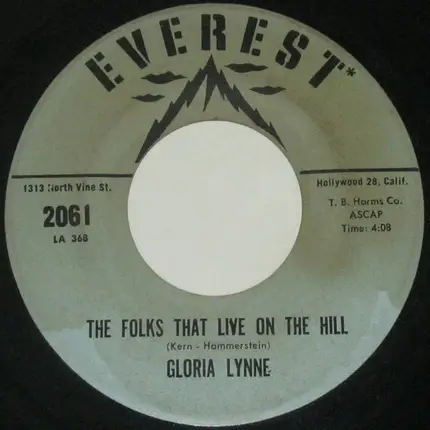 EVEREST*
1313 North Vine St.
Hollywood 28, Calif.
2061
LA 368
T. B. Harms Co.
ASCAP
Time: 4:08
THE FOLKS THAT LIVE ON THE HILL
(Kern - Hammerstein)
GLORIA LYNNE